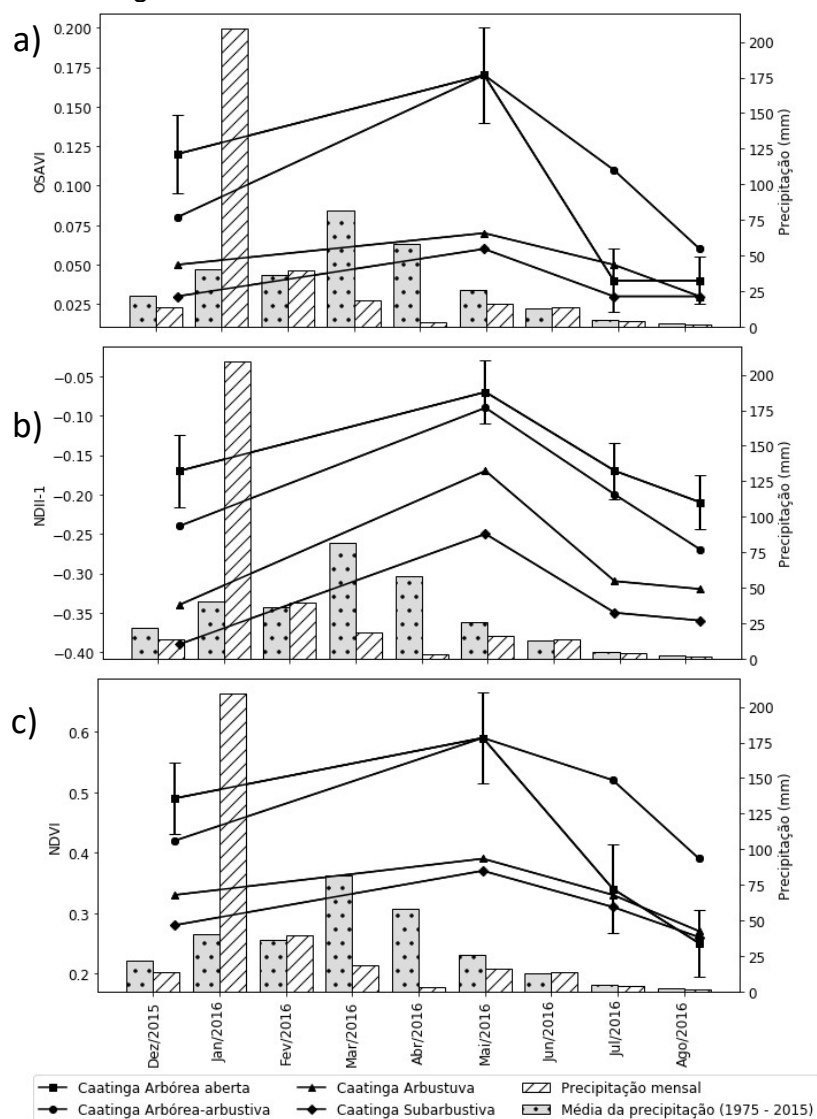 a)
0.200
0.175
0.150
0.125
0.100
0.075
0.050
0.025
OSAVI
200
175
150
125
100
75
50
25
0
Precipitação (mm)
b)
−0.05
−0.10
−0.15
−0.20
−0.25
−0.30
−0.35
−0.40
NDII-1
200
175
150
125
100
75
50
25
0
Precipitação (mm)
c)
0.6
0.5
0.4
0.3
0.2
NDVI
200
175
150
125
100
75
50
25
0
Precipitação (mm)
Dez/2015
Jan/2016
Fev/2016
Mar/2016
Abr/2016
Mai/2016
Jun/2016
Jul/2016
Ago/2016
Caatinga Arbórea aberta
Caatinga Arbustuva
Precipitação mensal
Caatinga Arbórea-arbustiva
Caatinga Subarbustiva
Média da precipitação (1975 - 2015)